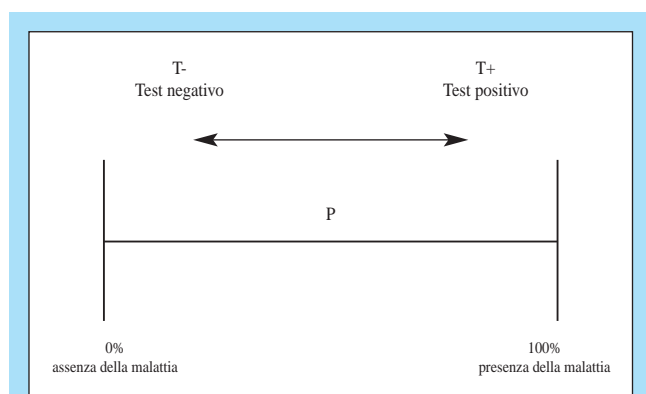 T-
Test negativo
T+
Test positivo
P
0%
assenza della malattia
100%
presenza della malattia